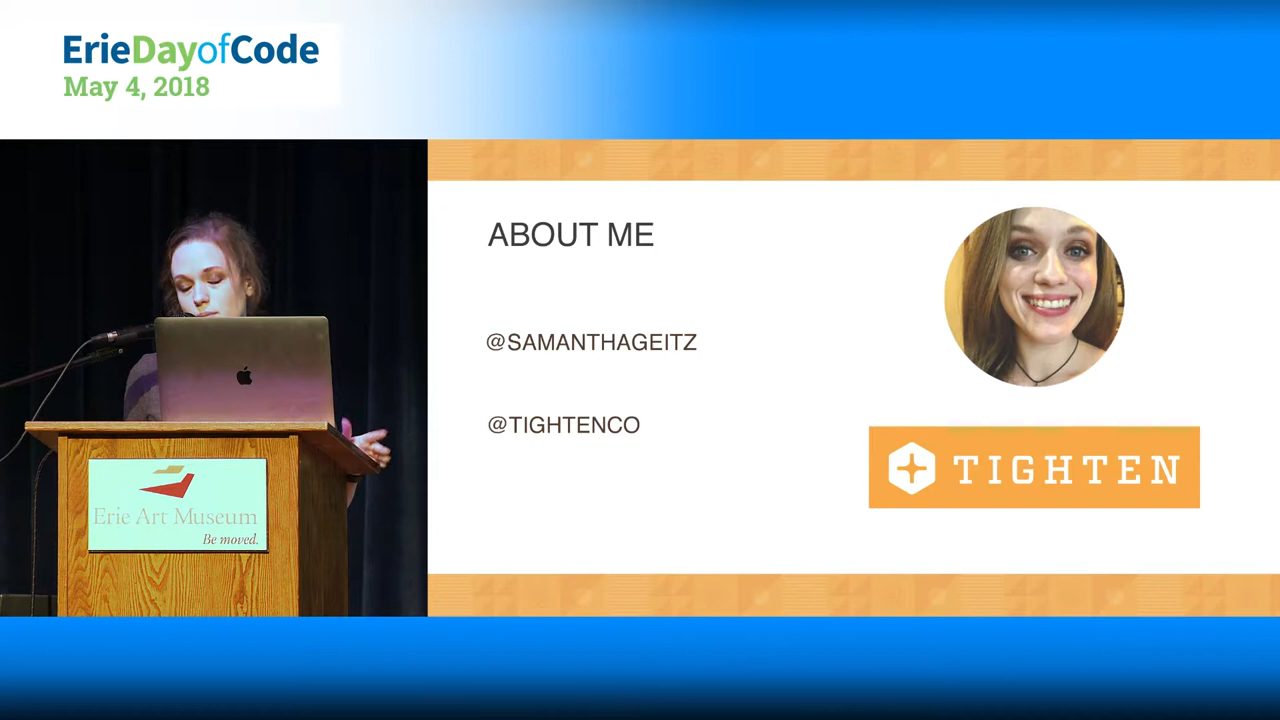 ErieDayofCode
May 4, 2018
ABOUT ME
@SAMANTHAGEITZ
@TIGHTENCO
TIGHTEN
Erie Art Museum
Be moved.